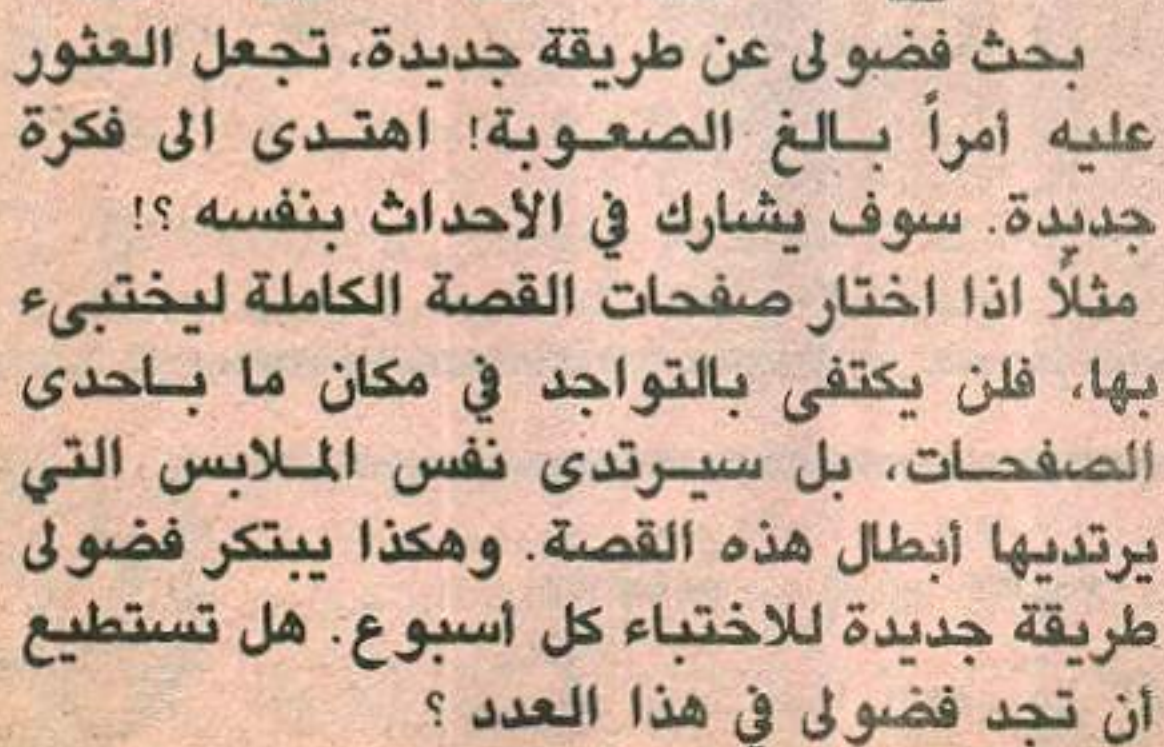 بحث فضولى عن طريقة جديدة، تجعل العثور
عليه أمراً بالغ الصعوبة! اهتدى الى فكرة
جديدة. سوف يشارك في الأحداث بنفسه ؟!
مثلاً اذا اختار صفحات القصة الكاملة ليختبىء
بها، فلن يكتفى بالتواجد في مكان ما باحدى
الصفحات، بل سيرتدى نفس الملابس التي
يرتديها أبطال هذه القصة. وهكذا يبتكر فضولى
طريقة جديدة للاختباء كل أسبوع. هل تستطيع
أن تجد فضولى في هذا العدد ؟